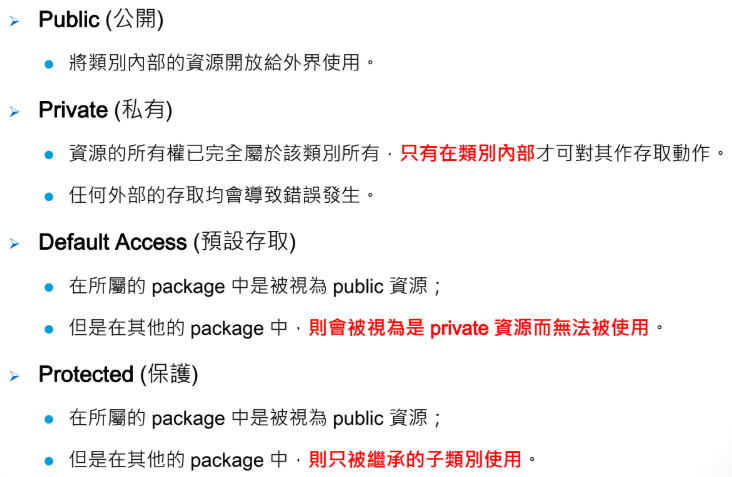 Public (公開)
將類別內部的資源開放給外界使用。
Private (私有)
資源的所有權已完全屬於該類別所有，只有在類別內部才可對其作存取動作。
任何外部的存取均會導致錯誤發生。
Default Access (預設存取)
在所屬的 package 中是被視為 public 資源；
但是在其他的 package 中，則會被視為是 private 資源而無法被使用。
Protected (保護)
在所屬的 package 中是被視為 public 資源；
但是在其他的 package 中，則只被繼承的子類別使用。